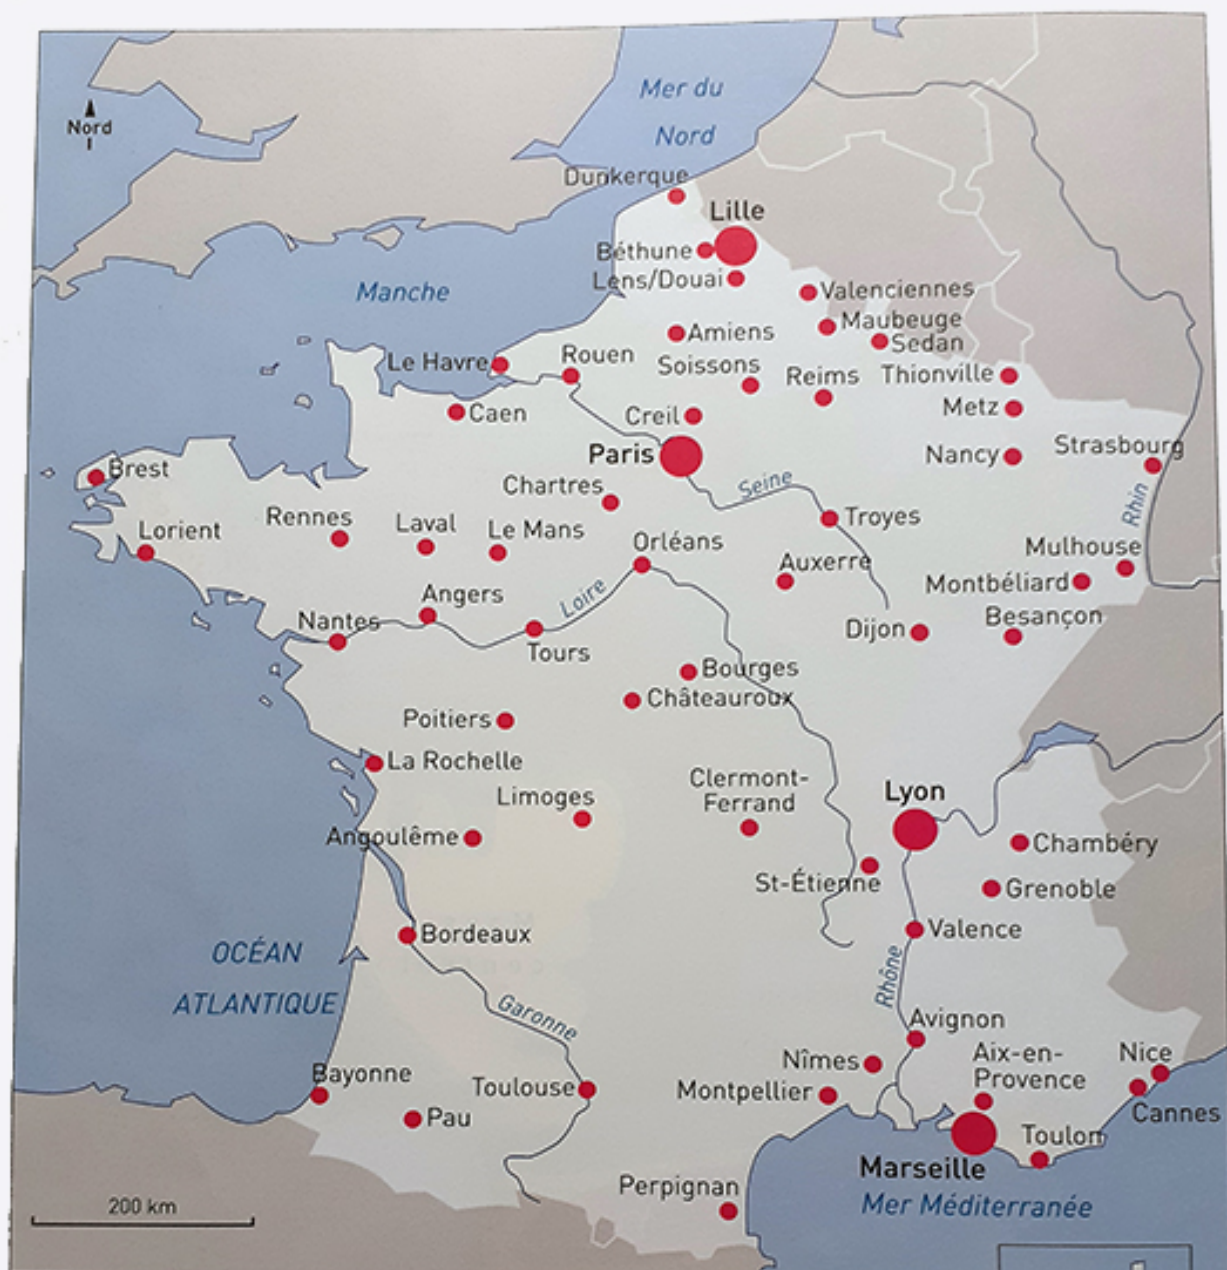 Mer du
Nord
Nord
Dunkerque
Lille
Béthune
Lens/Douai
Manche
Valenciennes
Maubeuge
Amiens
Sedan
Le Havre
Rouen
Soissons
Reims
Thionville
Caen
Creil
Metz
Paris
Nancy
Strasbourg
Brest
Chartres
Seine
Rhin
Lorient
Rennes
Laval
Le Mans
Orléans
Troyes
Auxerre
Mulhouse
Montbéliard
Angers
Loire
Nantes
Tours
Dijon
Besançon
Bourges
Châteauroux
Poitiers
La Rochelle
Limoges
Clermont-
Ferrand
Lyon
Angoulême
Chambéry
St-Étienne
Grenoble
Bordeaux
Valence
OCÉAN
ATLANTIQUE
Garonne
Rhône
Avignon
Bayonne
Toulouse
Nîmes
Montpellier
Aix-en-
Provence
Nice
Cannes
Pau
Toulon
Marseille
Perpignan
Mer Méditerranée
200 km